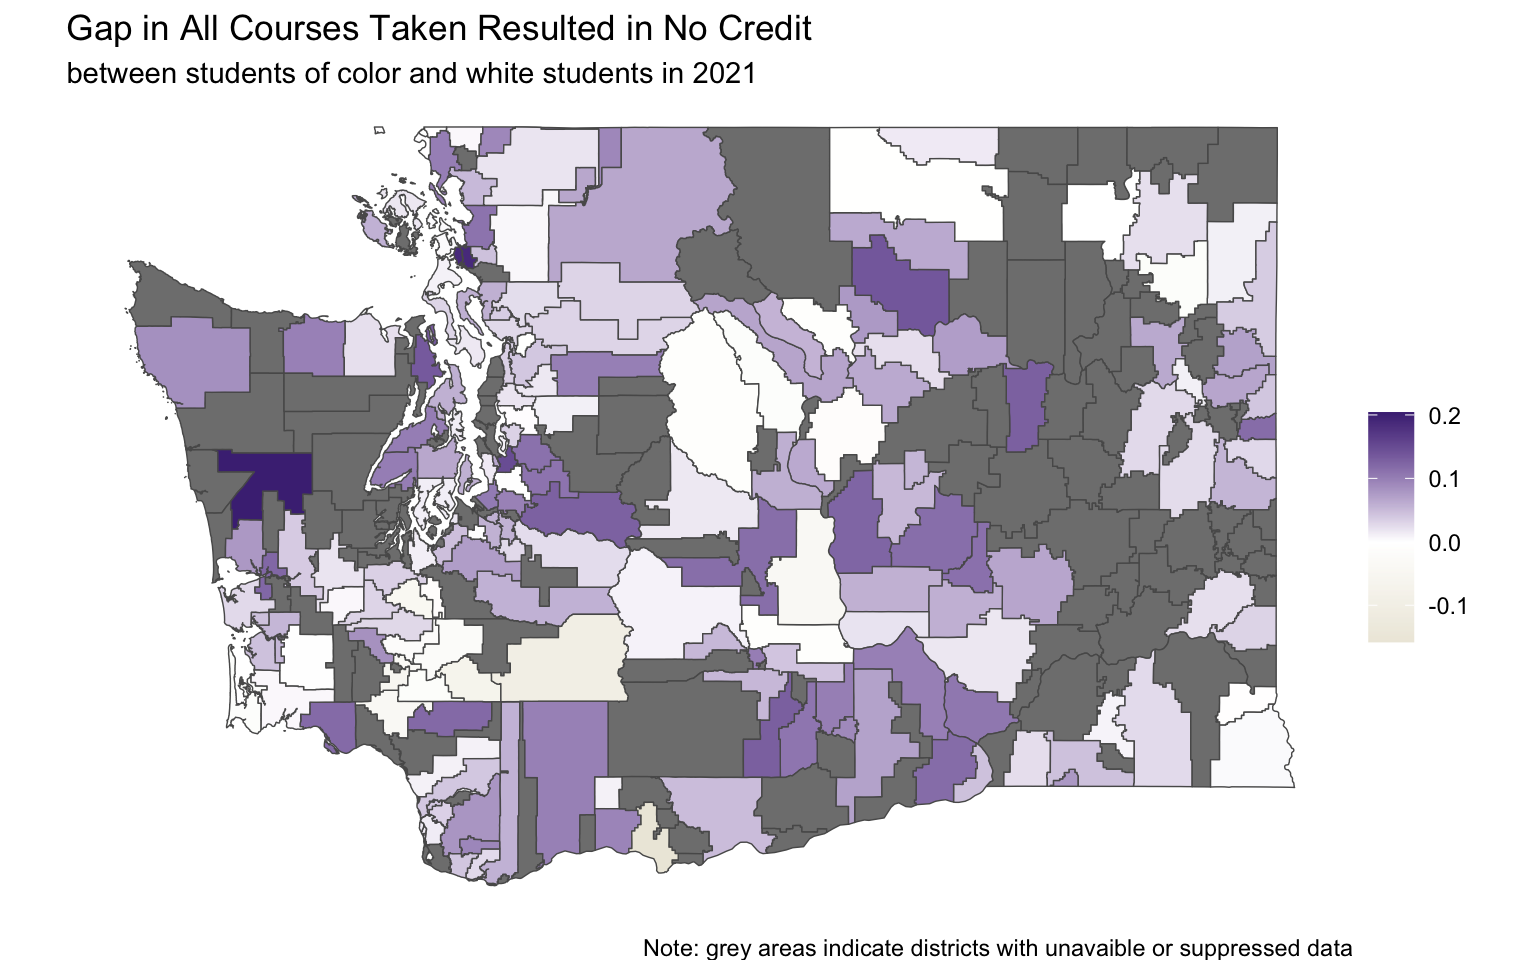 Gap in All Courses Taken Resulted in No Credit
between students of color and white students in 2021
0.2
0.1
0.0
-0.1
Note: grey areas indicate districts with unavaible or suppressed data